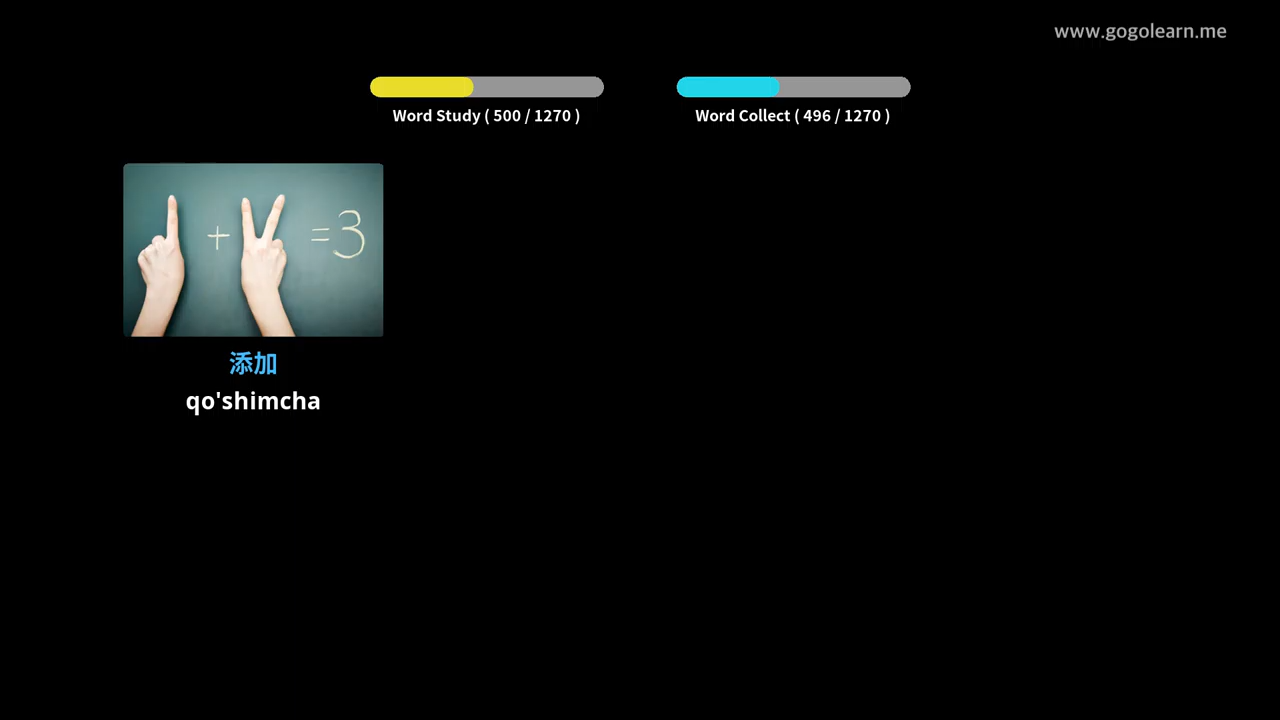 www.gogolearn.me
Word Study ( 500 / 1270 )
Word Collect ( 496 / 1270 )
+ =3
添加
qo'shimcha